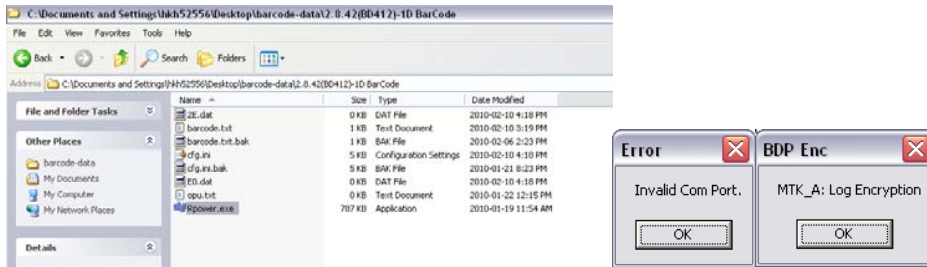 C:\Documents and Settings\hkh52556\Desktop\barcode-data\2.8.42(BD412)-1D BarCode
File Edit View Favorites Tools Help
Back Search Folders
Address C:\Documents and Settings\hkh52556\Desktop\barcode-data\2.8.42(BD412)-1D BarCode
Name Size Type Date Modified
File and Folder Tasks
2E.dat 0 KB DAT File 2010-02-10 4:18 PM
barcode.txt 1 KB Text Document 2010-02-10 3:19 PM
Other Places
barcode.txt.bak 1 KB BAK File 2010-02-06 2:23 PM
cfg.ini 5 KB Configuration Settings 2010-02-10 4:18 PM
barcode-data
cfg.ini.bak 5 KB BAK File 2010-01-21 8:23 PM
My Documents
E0.dat 0 KB DAT File 2010-02-10 4:18 PM
My Computer
opu.txt 0 KB Text Document 2010-01-22 12:15 PM
My Network Places
Rpower.exe 787 KB Application 2010-01-19 11:54 AM
Details
Error
Invalid Com Port.
OK
BDP Enc
MTK_A: Log Encryption
OK